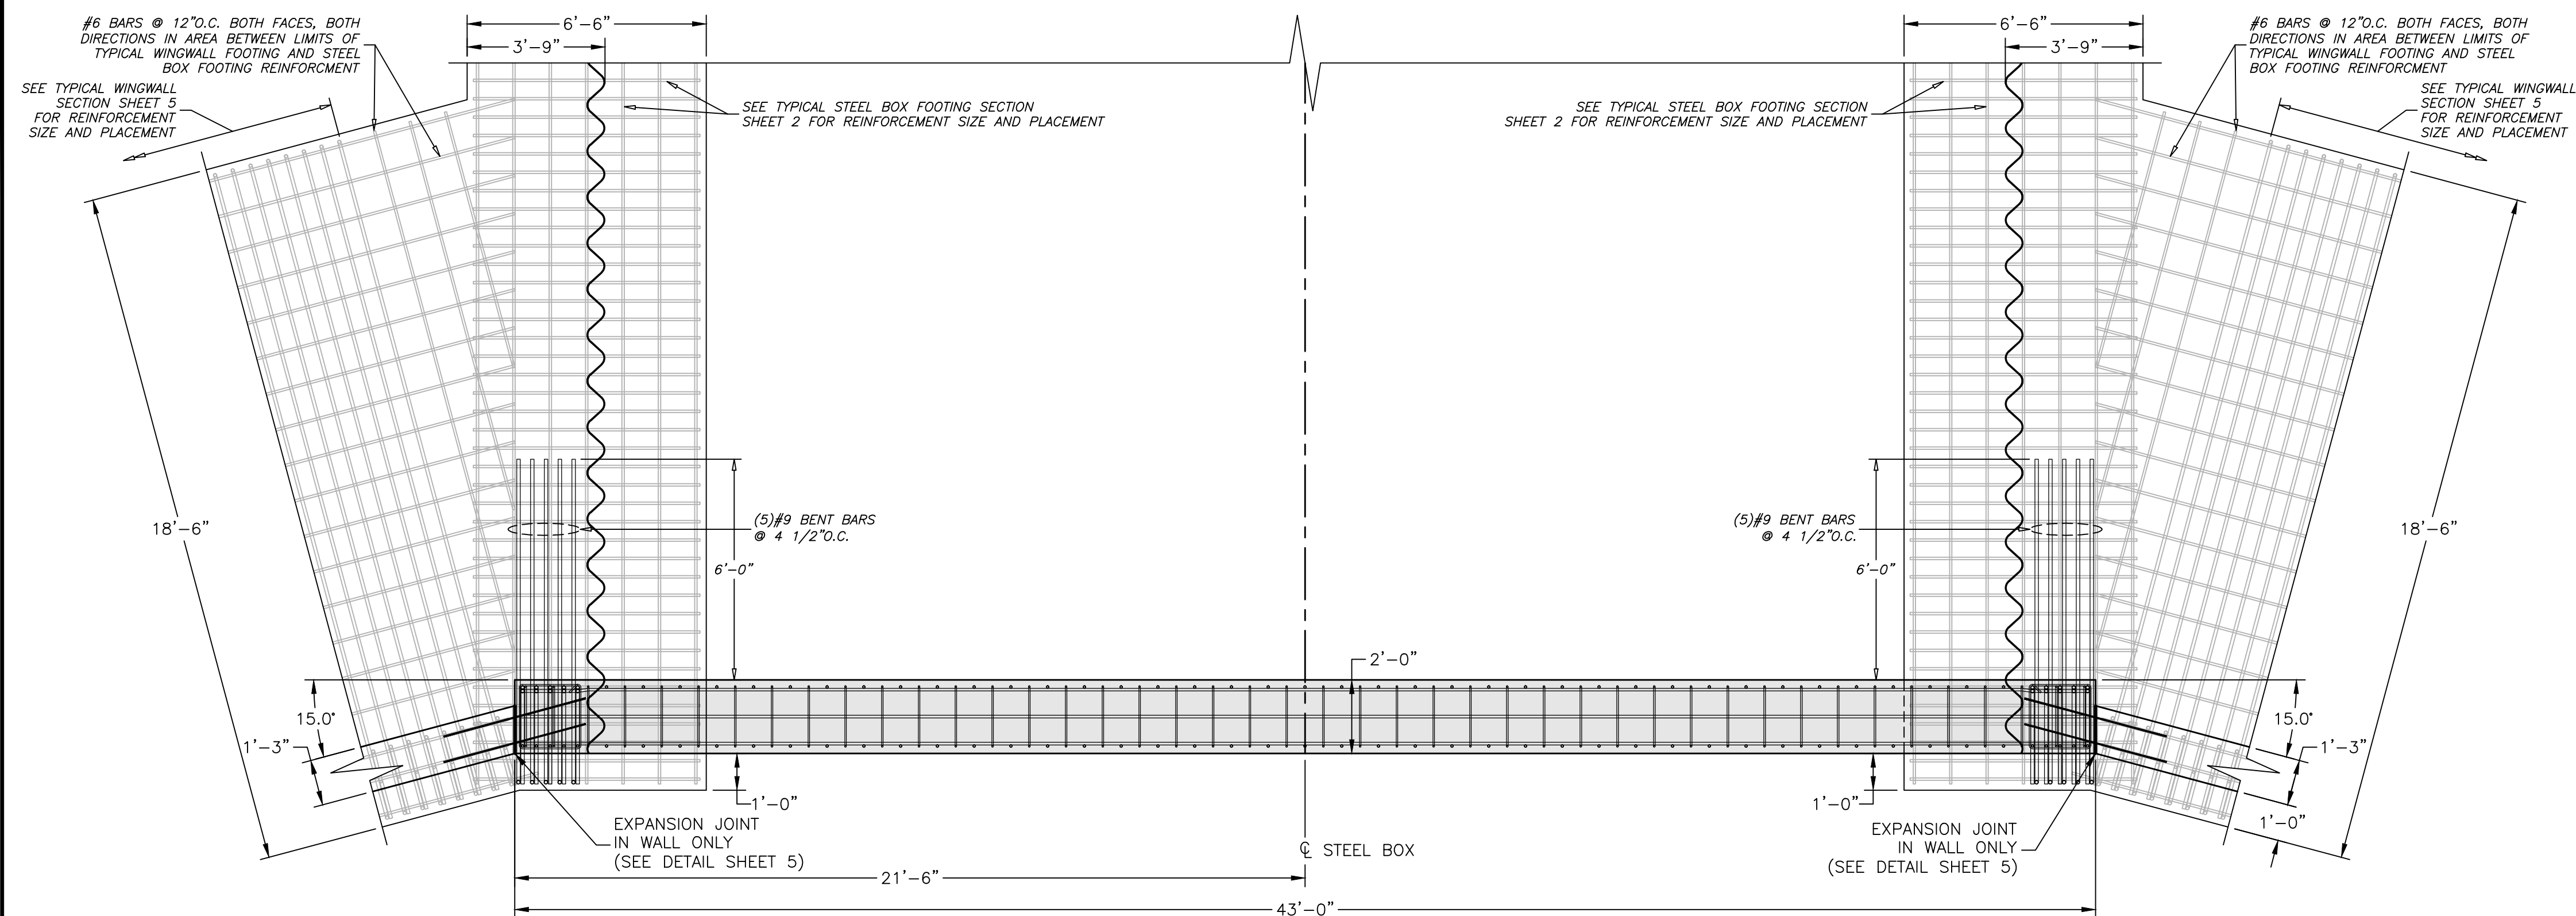 #6 BARS @ 12"O.C. BOTH FACES, BOTH
DIRECTIONS IN AREA BETWEEN LIMITS OF
TYPICAL WINGWALL FOOTING AND STEEL
BOX FOOTING REINFORCMENT
SEE TYPICAL WINGWALL
SECTION SHEET 5
FOR REINFORCEMENT
SIZE AND PLACEMENT
6'-6"
3'-9"
SEE TYPICAL STEEL BOX FOOTING SECTION
SHEET 2 FOR REINFORCEMENT SIZE AND PLACEMENT
SEE TYPICAL STEEL BOX FOOTING SECTION
SHEET 2 FOR REINFORCEMENT SIZE AND PLACEMENT
6'-6"
3'-9"
#6 BARS @ 12"O.C. BOTH FACES, BOTH
DIRECTIONS IN AREA BETWEEN LIMITS OF
TYPICAL WINGWALL FOOTING AND STEEL
BOX FOOTING REINFORCMENT
SEE TYPICAL WINGWALL
SECTION SHEET 5
FOR REINFORCEMENT
SIZE AND PLACEMENT
18'-6"
(5)#9 BENT BARS
@ 4 1/2"O.C.
6'-0"
(5)#9 BENT BARS
@ 4 1/2"O.C.
6'-0"
18'-6"
2'-0"
15.0°
1'-3"
15.0°
1'-3"
1'-0"
1'-0"
1'-0"
EXPANSION JOINT
IN WALL ONLY
(SEE DETAIL SHEET 5)
℄ STEEL BOX
EXPANSION JOINT
IN WALL ONLY
(SEE DETAIL SHEET 5)
21'-6"
43'-0"